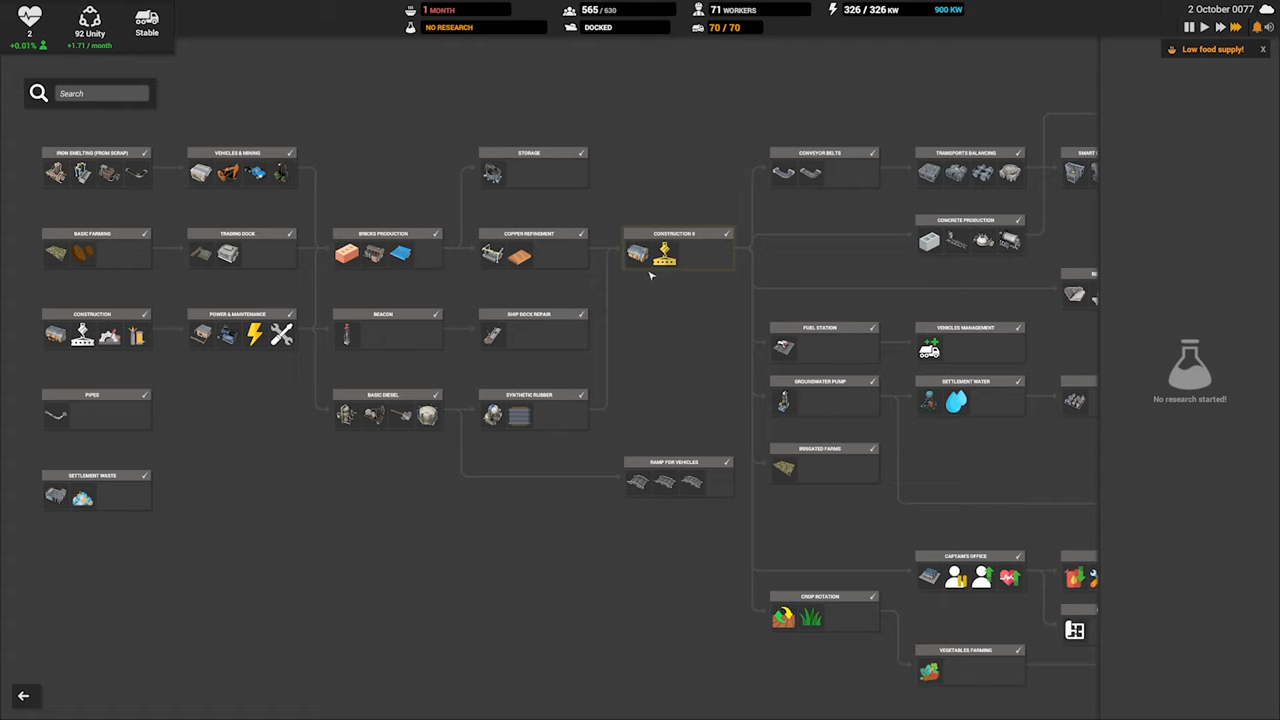 2
+0.01%
92 Unity
+1.71 / month
Stable
1 MONTH
NO RESEARCH
565 / 630
DOCKED
71 WORKERS
70 / 70
326 / 326 KW
900 KW
2 October 0077
Low food supply!
X
Search
IRON SMELTING (FROM SCRAP)
VEHICLES & MINING
STORAGE
CONVEYOR BELTS
TRANSPORTS BALANCING
SMART
CONCRETE PRODUCTION
BASIC FARMING
TRADING DOCK
BRICKS PRODUCTION
COPPER REFINEMENT
CONSTRUCTION II
CONSTRUCTION
POWER & MAINTENANCE
BEACON
SHIP DOCK REPAIR
FUEL STATION
VEHICLES MANAGEMENT
GROUNDWATER PUMP
SETTLEMENT WATER
PIPES
BASIC DIESEL
SYNTHETIC RUBBER
No research started!
IRRIGATED FARMS
RAMP FOR VEHICLES
SETTLEMENT WASTE
CAPTAIN'S OFFICE
CROP ROTATION
VEGETABLES FARMING